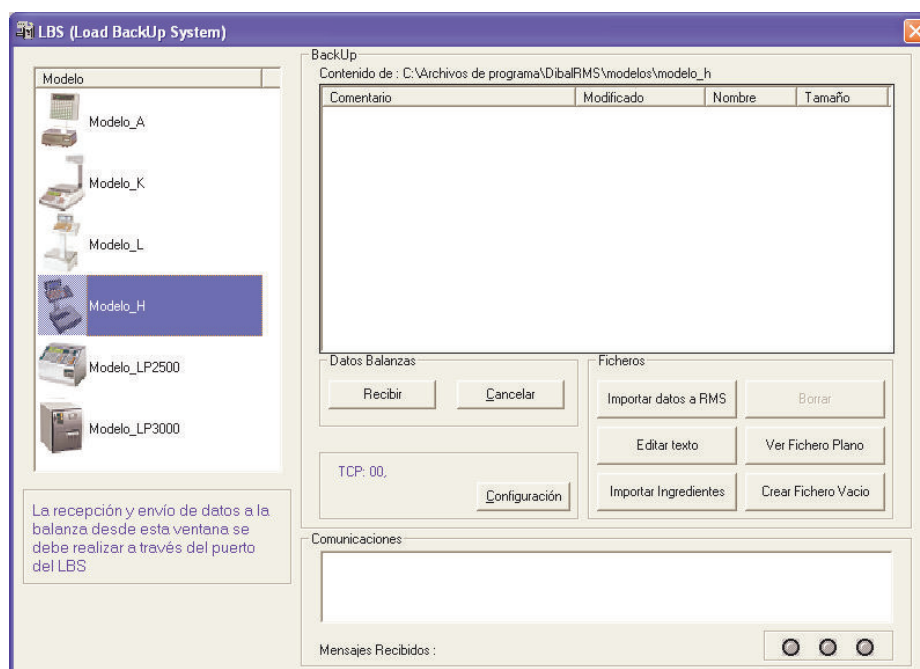 LBS (Load BackUp System)
Modelo
Modelo_A
Modelo_K
Modelo_L
Modelo_H
Modelo_LP2500
Modelo_LP3000
La recepción y envío de datos a la
balanza desde esta ventana se
debe realizar a través del puerto
del LBS
BackUp
Contenido de : C:\Archivos de programa\DibalRMS\modelos\modelo_h
Comentario Modificado Nombre Tamaño
Datos Balanzas
Recibir Cancelar
TCP: 00,
Configuración
Ficheros
Importar datos a RMS Borrar
Editar texto Ver Fichero Plano
Importar Ingredientes Crear Fichero Vacio
Comunicaciones
Mensajes Recibidos :